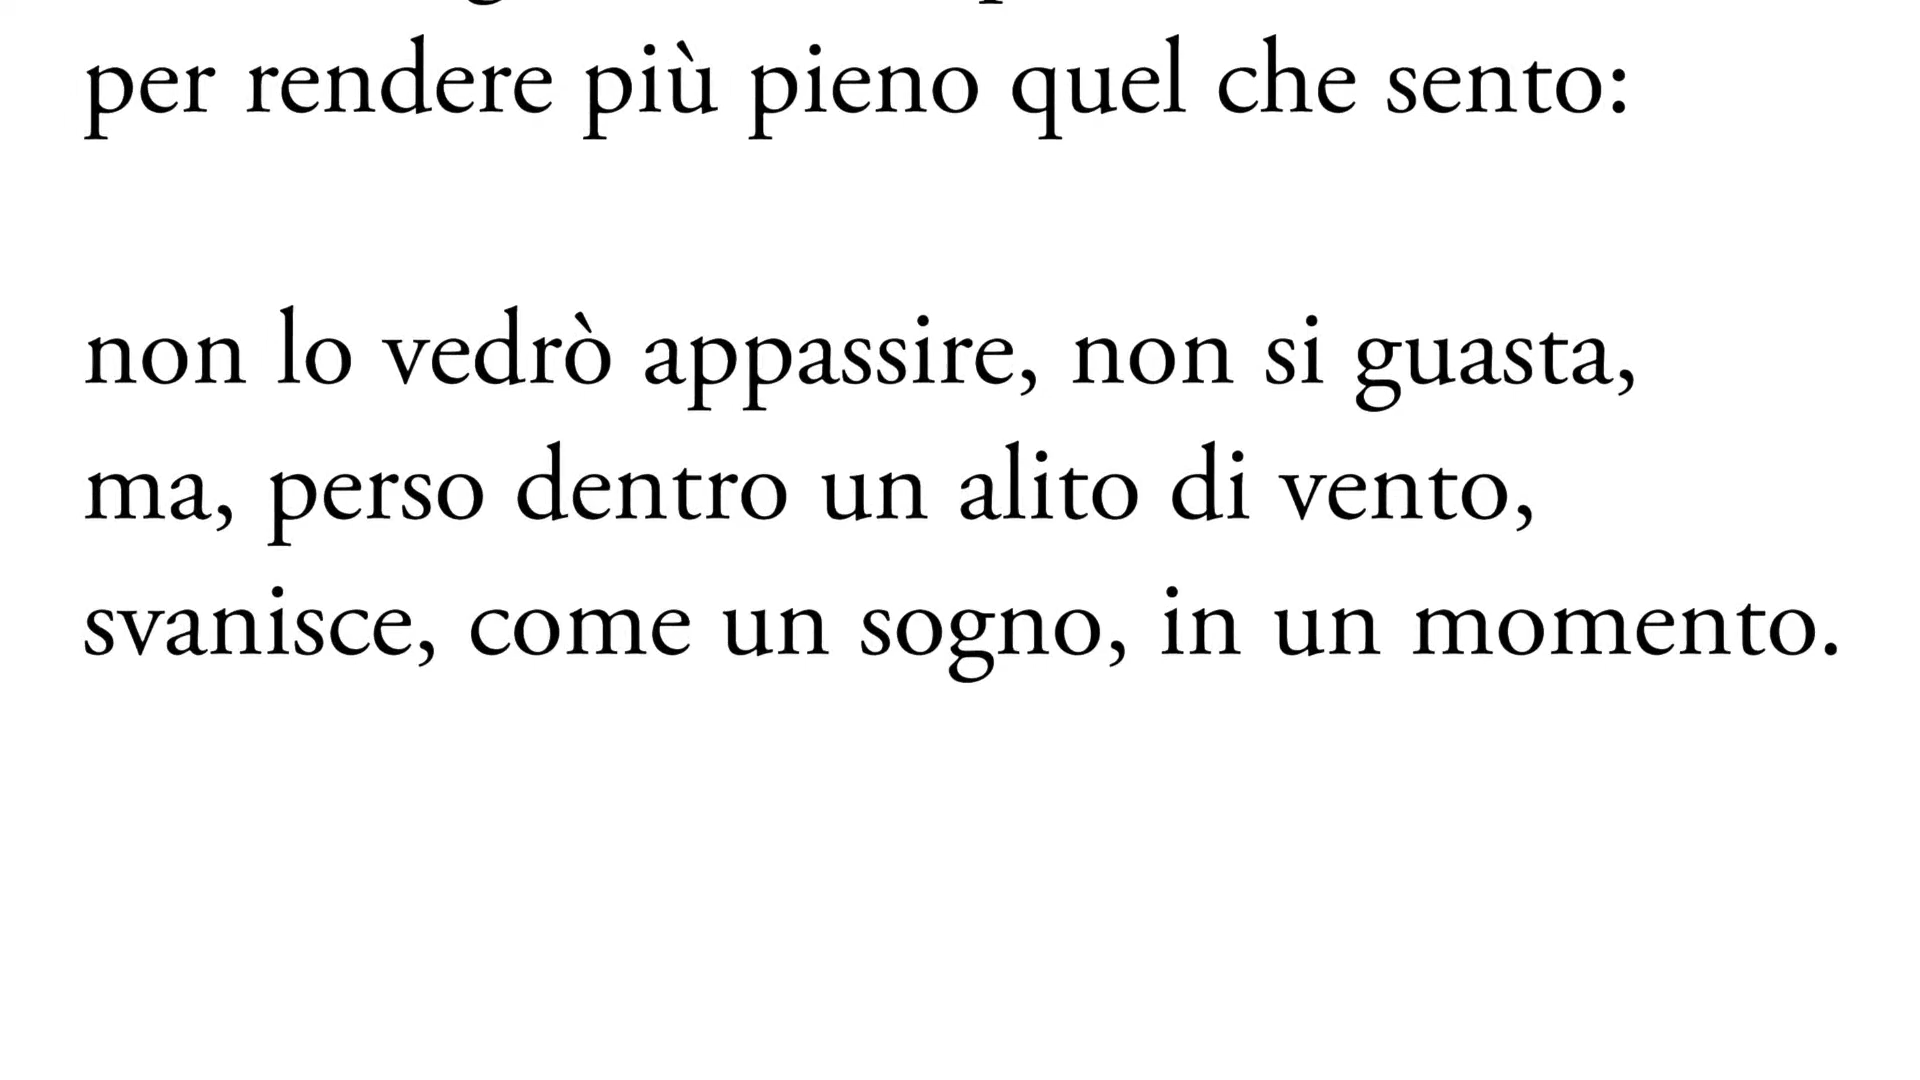 per rendere più pieno quel che sento:
non lo vedrò appassire, non si guasta,
ma, perso dentro un alito di vento,
svanisce, come un sogno, in un momento.